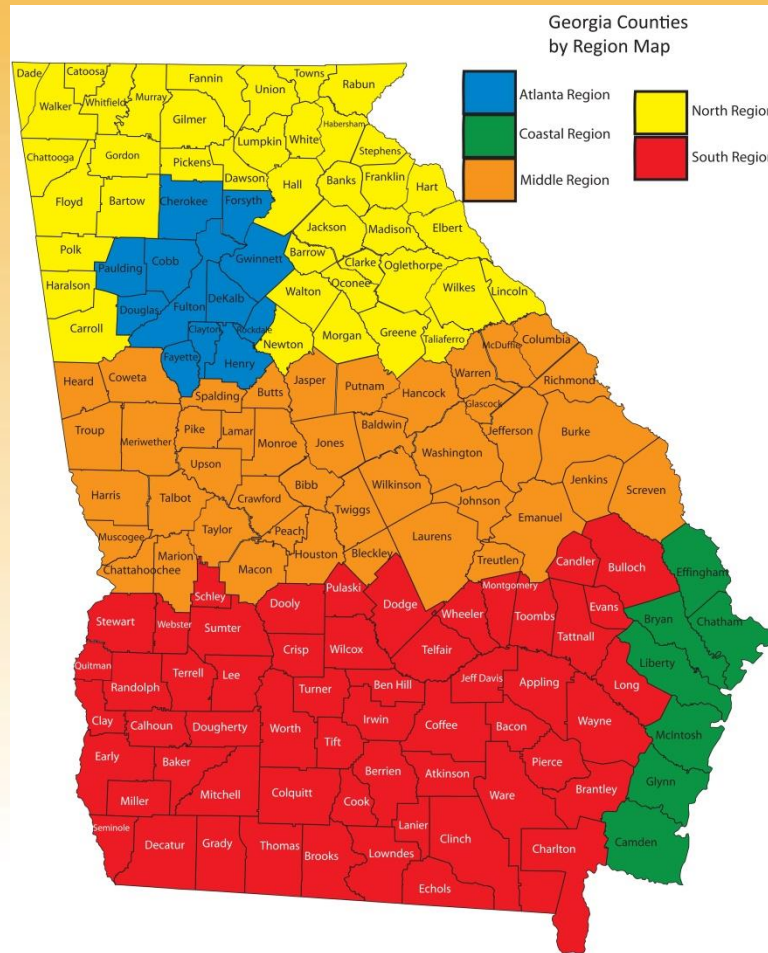 Georgia Counties
by Region Map
Atlanta Region
North Region
Coastal Region
South Region
Middle Region
Dade
Catoosa
Fannin
Towns
Rabun
Walker
Whitfield
Murray
Union
Gilmer
Lumpkin
White
Habersham
Stephens
Chattooga
Gordon
Pickens
Dawson
Hall
Banks
Franklin
Hart
Floyd
Bartow
Cherokee
Forsyth
Jackson
Madison
Elbert
Polk
Paulding
Cobb
Gwinnett
Barrow
Clarke
Oglethorpe
Haralson
Douglas
Fulton
DeKalb
Walton
Oconee
Wilkes
Lincoln
Carroll
Clayton
Rockdale
Newton
Morgan
Greene
Taliaferro
Fayette
Henry
McDuffie
Columbia
Heard
Coweta
Spalding
Butts
Jasper
Putnam
Hancock
Warren
Richmond
Glascock
Troup
Meriwether
Pike
Lamar
Monroe
Jones
Baldwin
Washington
Jefferson
Burke
Upson
Harris
Talbot
Crawford
Bibb
Twiggs
Wilkinson
Johnson
Jenkins
Screven
Muscogee
Taylor
Peach
Houston
Bleckley
Laurens
Emanuel
Chattahoochee
Marion
Macon
Treutlen
Candler
Bulloch
Effingham
Schley
Dooly
Pulaski
Dodge
Wheeler
Montgomery
Toombs
Evans
Bryan
Chatham
Stewart
Webster
Sumter
Crisp
Wilcox
Telfair
Tattnall
Liberty
Quitman
Randolph
Terrell
Lee
Turner
Ben Hill
Jeff Davis
Appling
Long
Clay
Calhoun
Dougherty
Worth
Irwin
Coffee
Bacon
Wayne
McIntosh
Early
Baker
Tift
Berrien
Atkinson
Pierce
Glynn
Miller
Mitchell
Colquitt
Cook
Ware
Brantley
Seminole
Decatur
Grady
Thomas
Brooks
Lanier
Lowndes
Clinch
Charlton
Camden
Echols